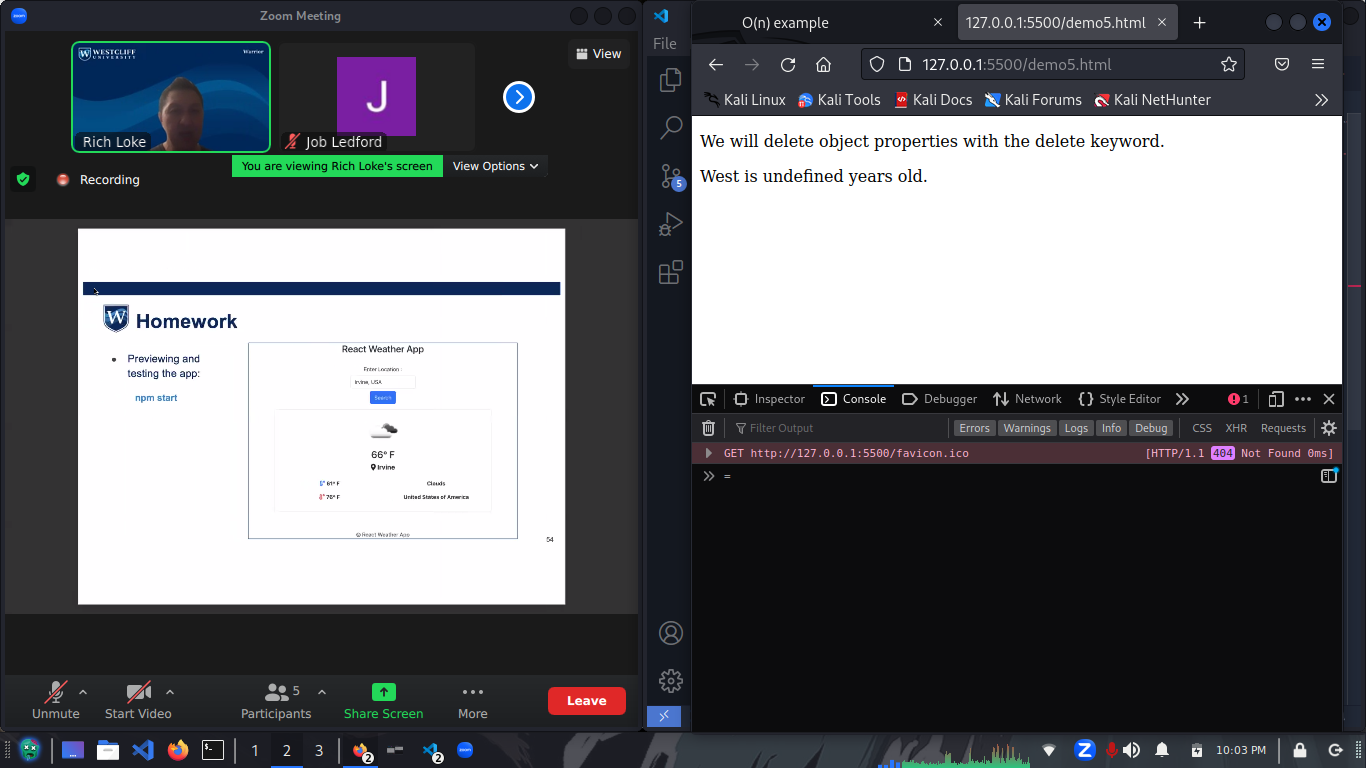 Zoom Meeting
WESTCLIFF
UNIVERSITY
Warrior
Rich Loke
J
Job Ledford
View
You are viewing Rich Loke's screen
View Options
Recording
Homework
Previewing and
testing the app:
npm start
React Weather App
Enter Location :
Irvine, USA
Search
66° F
Irvine
61° F
Clouds
76° F
United States of America
© React Weather App
54
Unmute
Start Video
Participants
5
Share Screen
More
Leave
File
5
O(n) example
127.0.0.1:5500/demo5.html
127.0.0.1:5500/demo5.html
Kali Linux
Kali Tools
Kali Docs
Kali Forums
Kali NetHunter
We will delete object properties with the delete keyword.
West is undefined years old.
Inspector
Console
Debugger
Network
Style Editor
1
Filter Output
Errors
Warnings
Logs
Info
Debug
CSS
XHR
Requests
GET http://127.0.0.1:5500/favicon.ico
[HTTP/1.1 404 Not Found 0ms]
=
1
2
3
2
2
zoom
10:03 PM